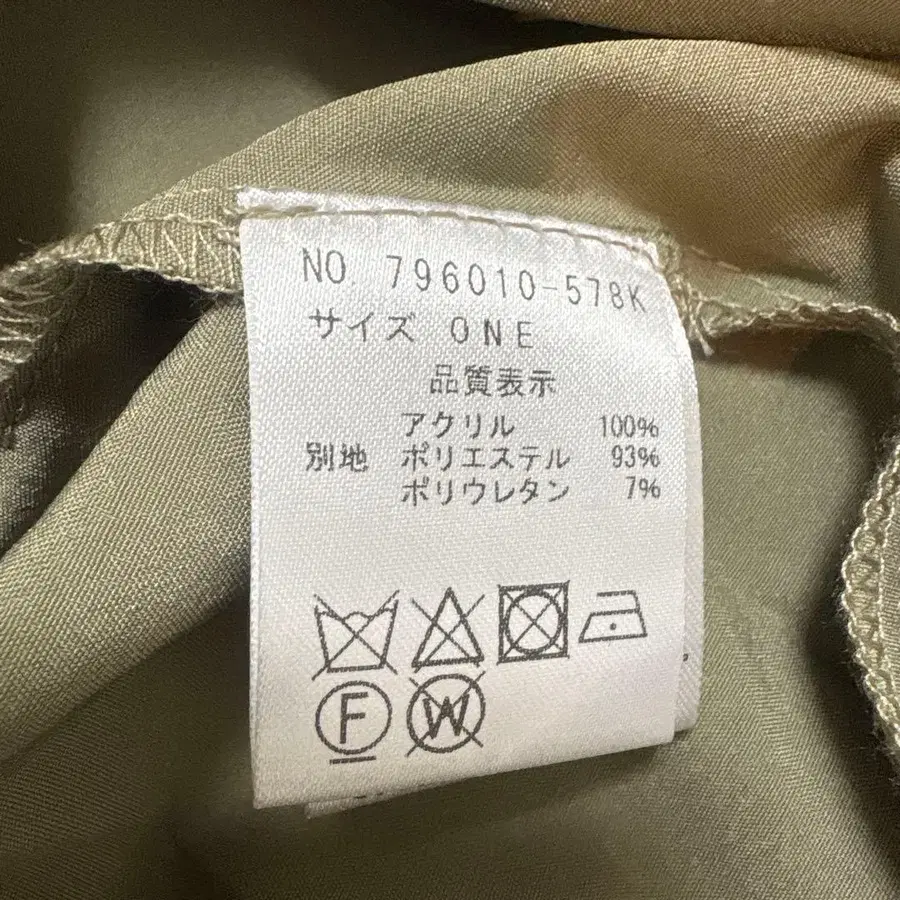 NO. 796010-578K
サイズ ONE
品質表示
アクリル 100%
別地 ポリエステル 93%
ポリウレタン 7%
F W